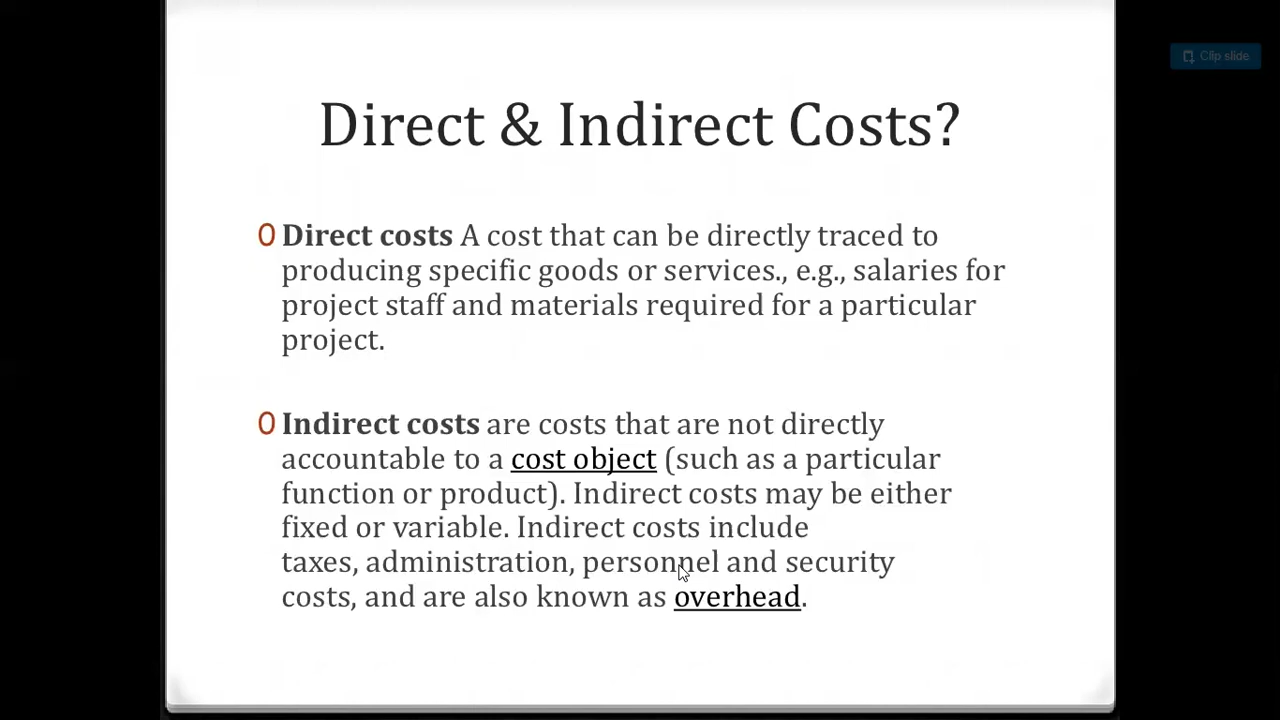 Clip slide
Direct & Indirect Costs?
O Direct costs A cost that can be directly traced to
producing specific goods or services., e.g., salaries for
project staff and materials required for a particular
project.
O Indirect costs are costs that are not directly
accountable to a cost object (such as a particular
function or product). Indirect costs may be either
fixed or variable. Indirect costs include
taxes, administration, personnel and security
costs, and are also known as overhead.